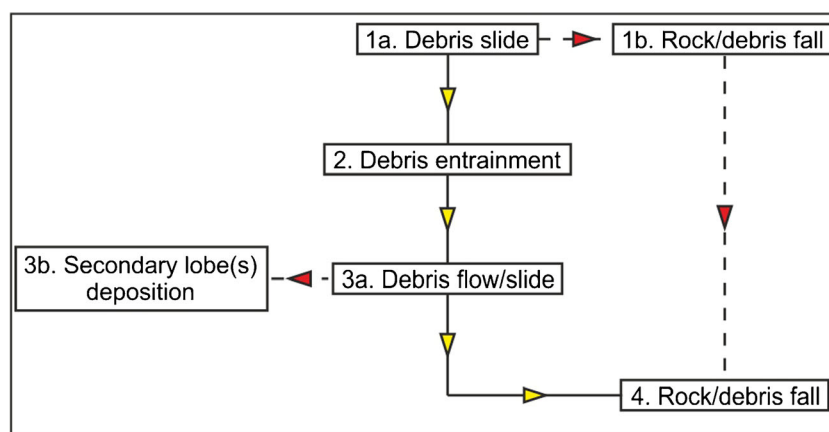 1a. Debris slide
1b. Rock/debris fall
2. Debris entrainment
3b. Secondary lobe(s)
deposition
3a. Debris flow/slide
4. Rock/debris fall